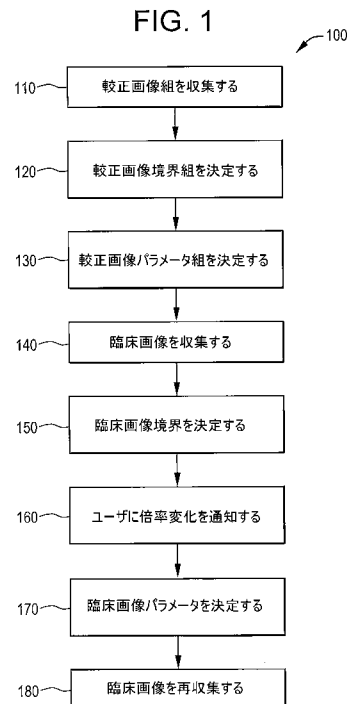 FIG. 1
100
110 較正画像組を収集する
120 較正画像境界組を決定する
130 較正画像パラメータ組を決定する
140 臨床画像を収集する
150 臨床画像境界を決定する
160 ユーザに倍率変化を通知する
170 臨床画像パラメータを決定する
180 臨床画像を再収集する